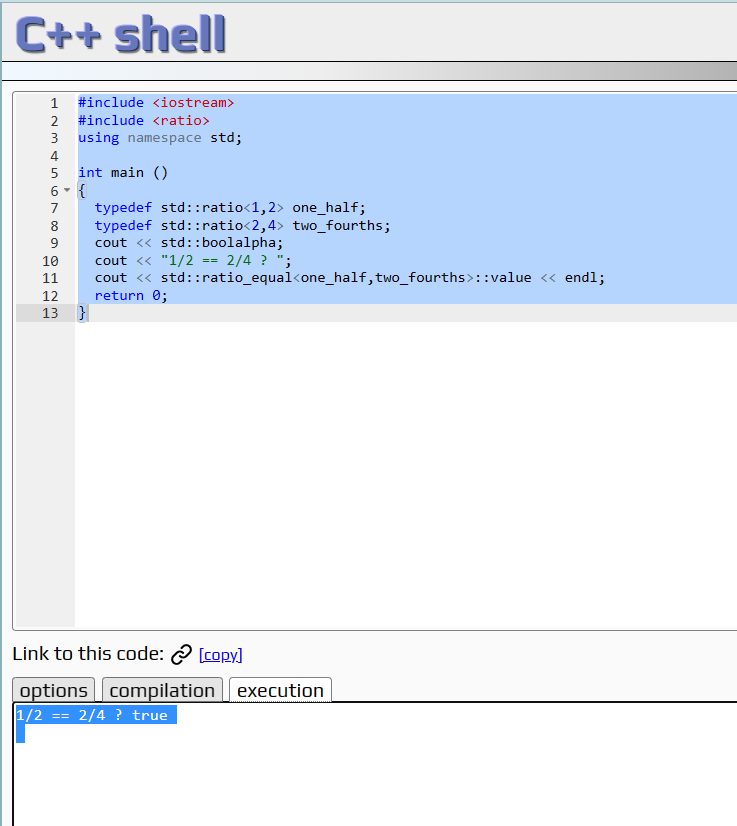 C++ shell
1 #include <iostream>
2 #include <ratio>
3 using namespace std;
4
5 int main ()
6 {
7   typedef std::ratio<1,2> one_half;
8   typedef std::ratio<2,4> two_fourths;
9   cout << std::boolalpha;
10   cout << "1/2 == 2/4 ? ";
11   cout << std::ratio_equal<one_half,two_fourths>::value << endl;
12   return 0;
13 }
Link to this code: [copy]
options compilation execution
1/2 == 2/4 ? true